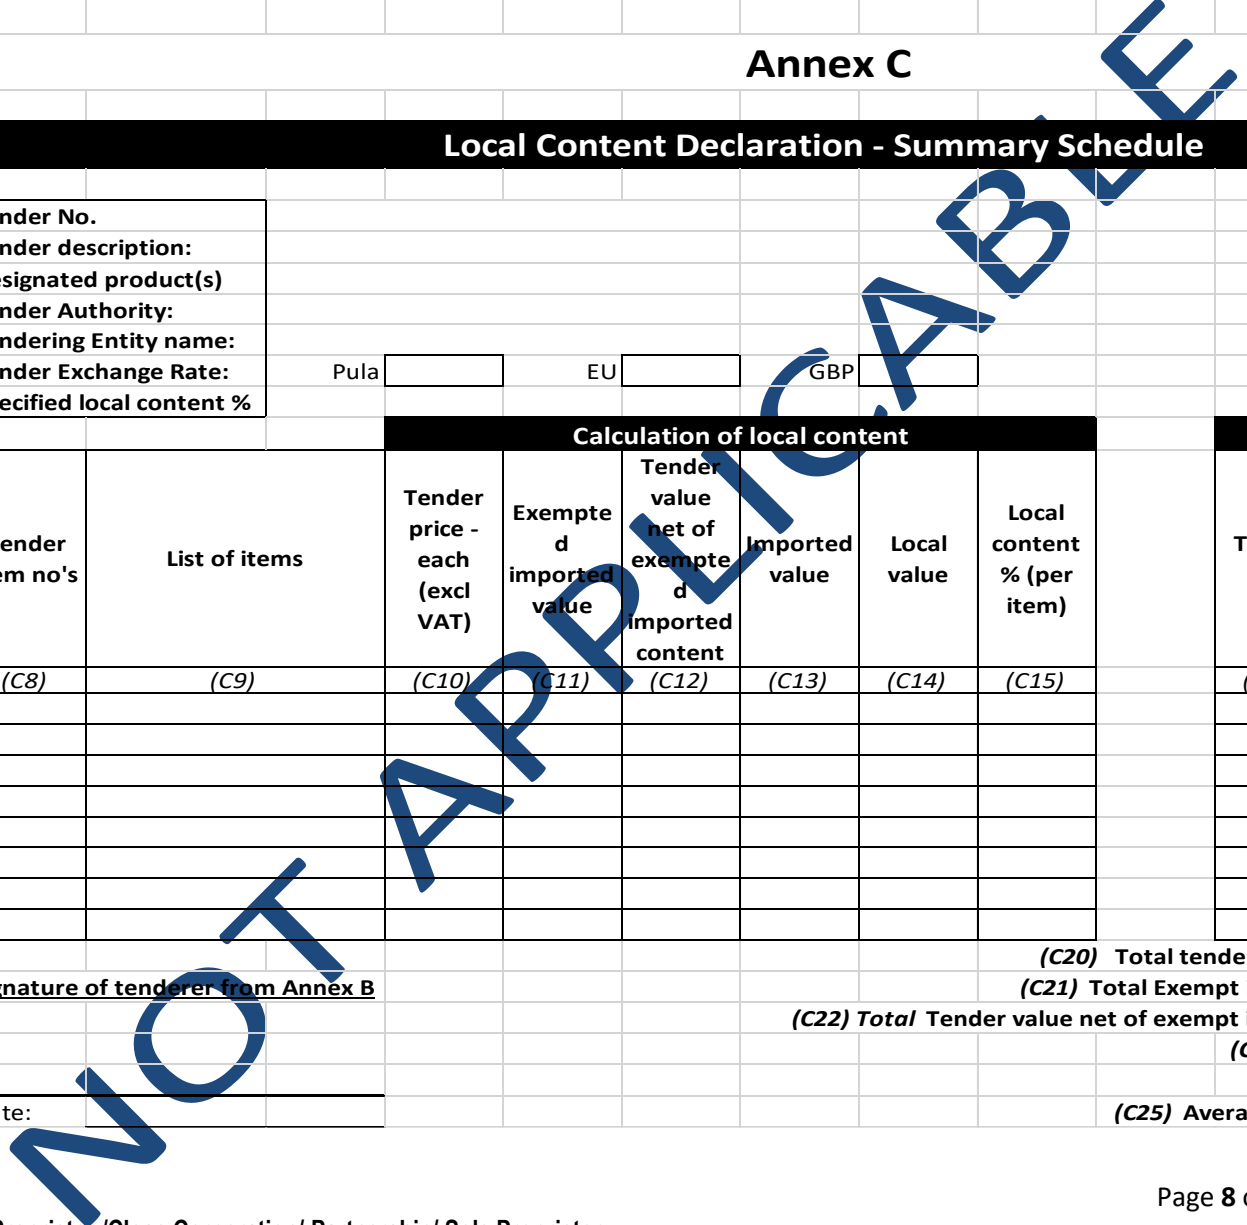 Annex C
Local Content Declaration - Summary Schedule
nder No.
nder description:
esignated product(s)
nder Authority:
ndering Entity name:
nder Exchange Rate: Pula EU GBP
ecified local content %
Calculation of local content
ender
em no's
List of items
Tender
price -
each
(excl
VAT)
Exempte
d
imported
value
Tender
value
net of
exempte
d
imported
content
Imported
value
Local
value
Local
content
% (per
item)
T
(C8) (C9) (C10) (C11) (C12) (C13) (C14) (C15) (
(C20) Total tende
gnature of tenderer from Annex B
(C21) Total Exempt
(C22) Total Tender value net of exempt i
(C
te:
(C25) Avera
NOT APPLICABLE
Page 8 o